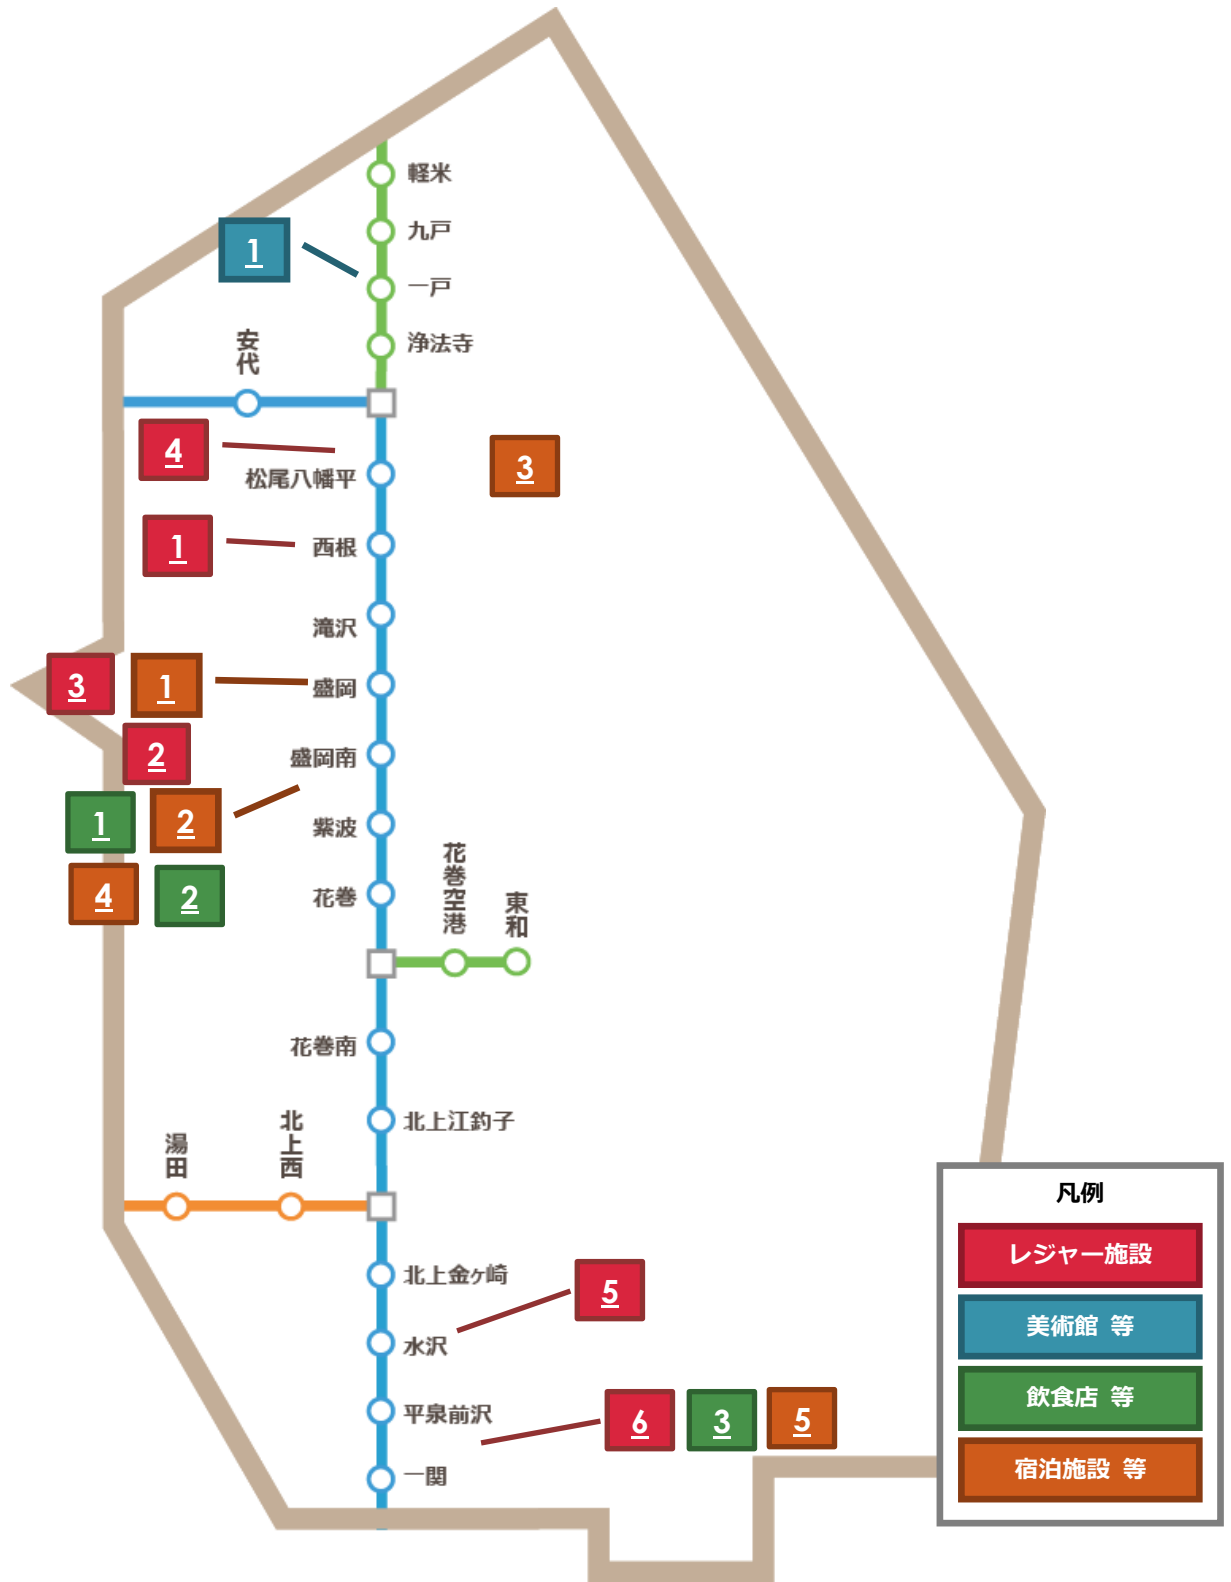 軽米
九戸
1
一戸
浄法寺
安代
4
3
松尾八幡平
1
西根
滝沢
3
1
盛岡
2
盛岡南
1
2
紫波
4
2
花巻
花巻空港
東和
花巻南
北上江釣子
湯田
北上西
凡例
レジャー施設
美術館 等
飲食店 等
宿泊施設 等
北上金ヶ崎
5
水沢
平泉前沢
6
3
5
一関